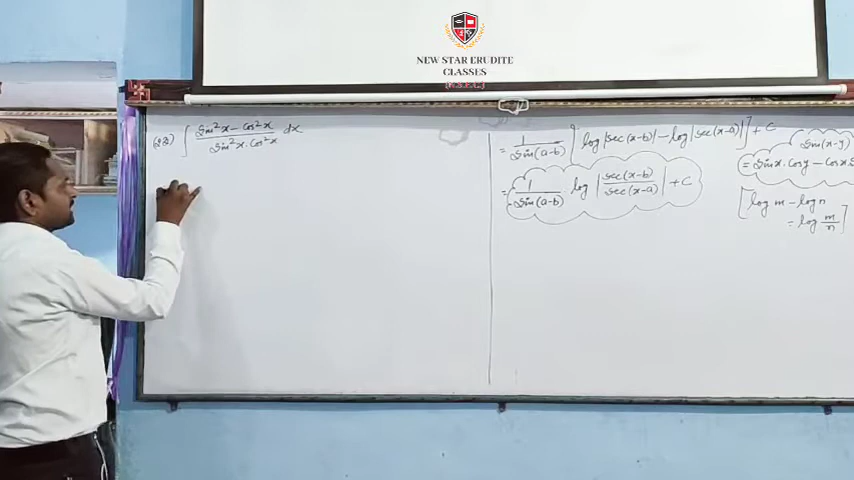 NEW STAR ERUDITE
CLASSES
(N.S.E.C.)
(23) ∫ (Sin²x - Cos²x)/(Sin²x · Cos²x) dx
= 1/Sin(a-b) [log|sec(x-b)| - log|sec(x-a)|] + C
= 1/Sin(a-b) log |sec(x-b)/sec(x-a)| + C
Sin(x-y)
= Sinx·Cosy - Cosx
[log m - log n
= log m/n]